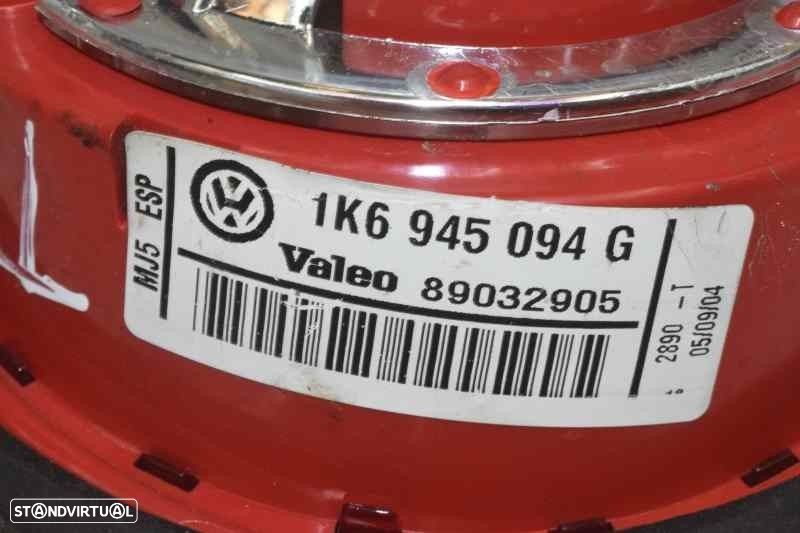 MJ5 ESP
1K6 945 094 G
Valeo 89032905
2890 -T
05/09/04
STANDVIRTUAL